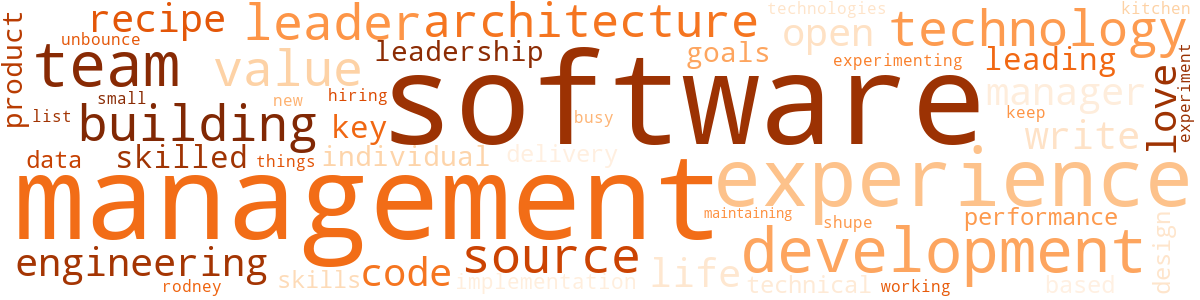 technologies
kitchen
recipe
leader
architecture
product
open
technology
unbounce
team
leadership
goals
value
experimenting
leading
software
love
experiment
small
hiring
new
manager
list
building
key
busy
keep
write
data
skilled
things
individual
delivery
management
experience
maintaining
shupe
performance
design
engineering
source
development
code
life
skills
implementation
technical
based
rodney
working